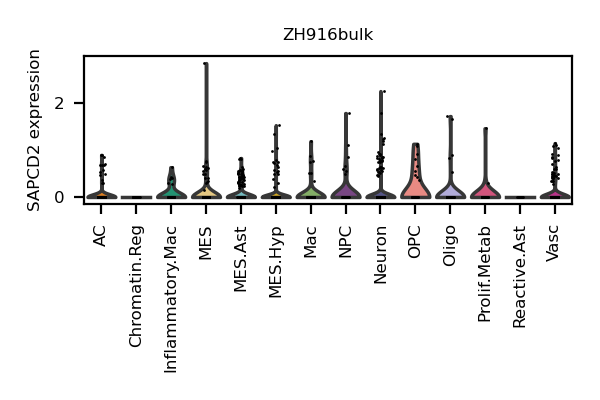 ZH916bulk
SAPCD2 expression
2
0
AC
Chromatin.Reg
Inflammatory.Mac
MES
MES.Ast
MES.Hyp
Mac
NPC
Neuron
OPC
Oligo
Prolif.Metab
Reactive.Ast
Vasc